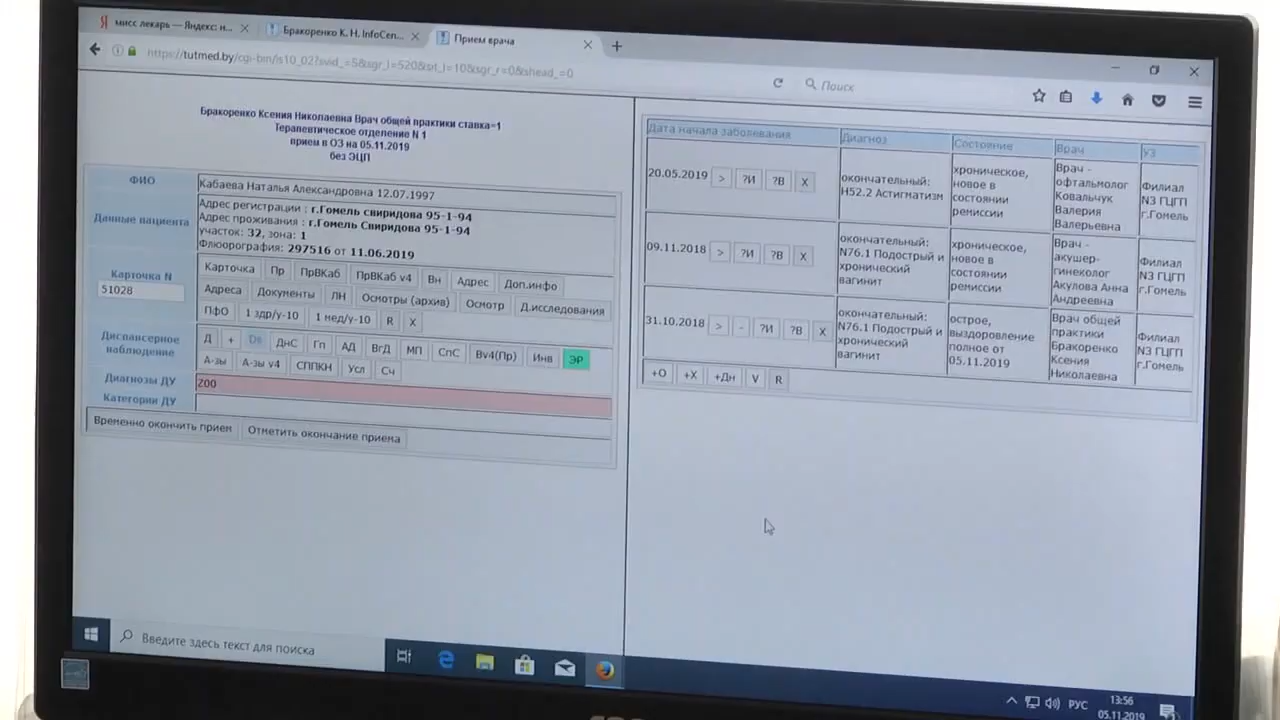 мисс лекарь — Яндекс: н...
Бракоренко К. Н. InfoCen...
Прием врача
https://tutmed.by/cgi-bin/is10_02?svid_=5&sgr_l=520&st_l=10&sgr_r=0&shead_=0
Поиск
Бракоренко Ксения Николаевна Врач общей практики ставка=1
Терапевтическое отделение N 1
прием в ОЗ на 05.11.2019
без ЭЦП
ФИО
Кабаева Наталья Александровна 12.07.1997
Данные пациента
Адрес регистрации : г.Гомель свиридова 95-1-94
Адрес проживания : г.Гомель Свиридова 95-1-94
участок: 32, зона: 1
Флюорография: 297516 от 11.06.2019
Карточка N
51028
Карточка Пр ПрВКаб ПрВКаб v4 Вн Адрес Доп.инфо
Адреса Документы ЛН Осмотры (архив) Осмотр Д.исследования
ПфО 1 здр/у-10 1 мед/у-10 R X
Диспансерное
наблюдение
Д + Ds ДнС Гп АД ВгД МП СпС Bv4(Пр) Инв ЭР
А-зы А-зы v4 СППКН Усл Сч
Диагнозы ДУ
Z00
Категории ДУ
Временно окончить прием Отметить окончание приема
Дата начала заболевания Диагноз Состояние Врач УЗ
20.05.2019 > ?И ?В X
окончательный:
H52.2 Астигматизм
хроническое,
новое в
состоянии
ремиссии
Врач -
офтальмолог
Ковальчук
Валерия
Валерьевна
Филиал
N3 ГЦГП
г.Гомель
09.11.2018 > ?И ?В X
окончательный:
N76.1 Подострый и
хронический
вагинит
хроническое,
новое в
состоянии
ремиссии
Врач -
акушер-
гинеколог
Акулова Анна
Андреевна
Филиал
N3 ГЦГП
г.Гомель
31.10.2018 > - ?И ?В X
окончательный:
N76.1 Подострый и
хронический
вагинит
острое,
выздоровление
полное от
05.11.2019
Врач общей
практики
Бракоренко
Ксения
Николаевна
Филиал
N3 ГЦГП
г.Гомель
+О +Х +Дн V R
Введите здесь текст для поиска
РУС
13:56
05.11.2019